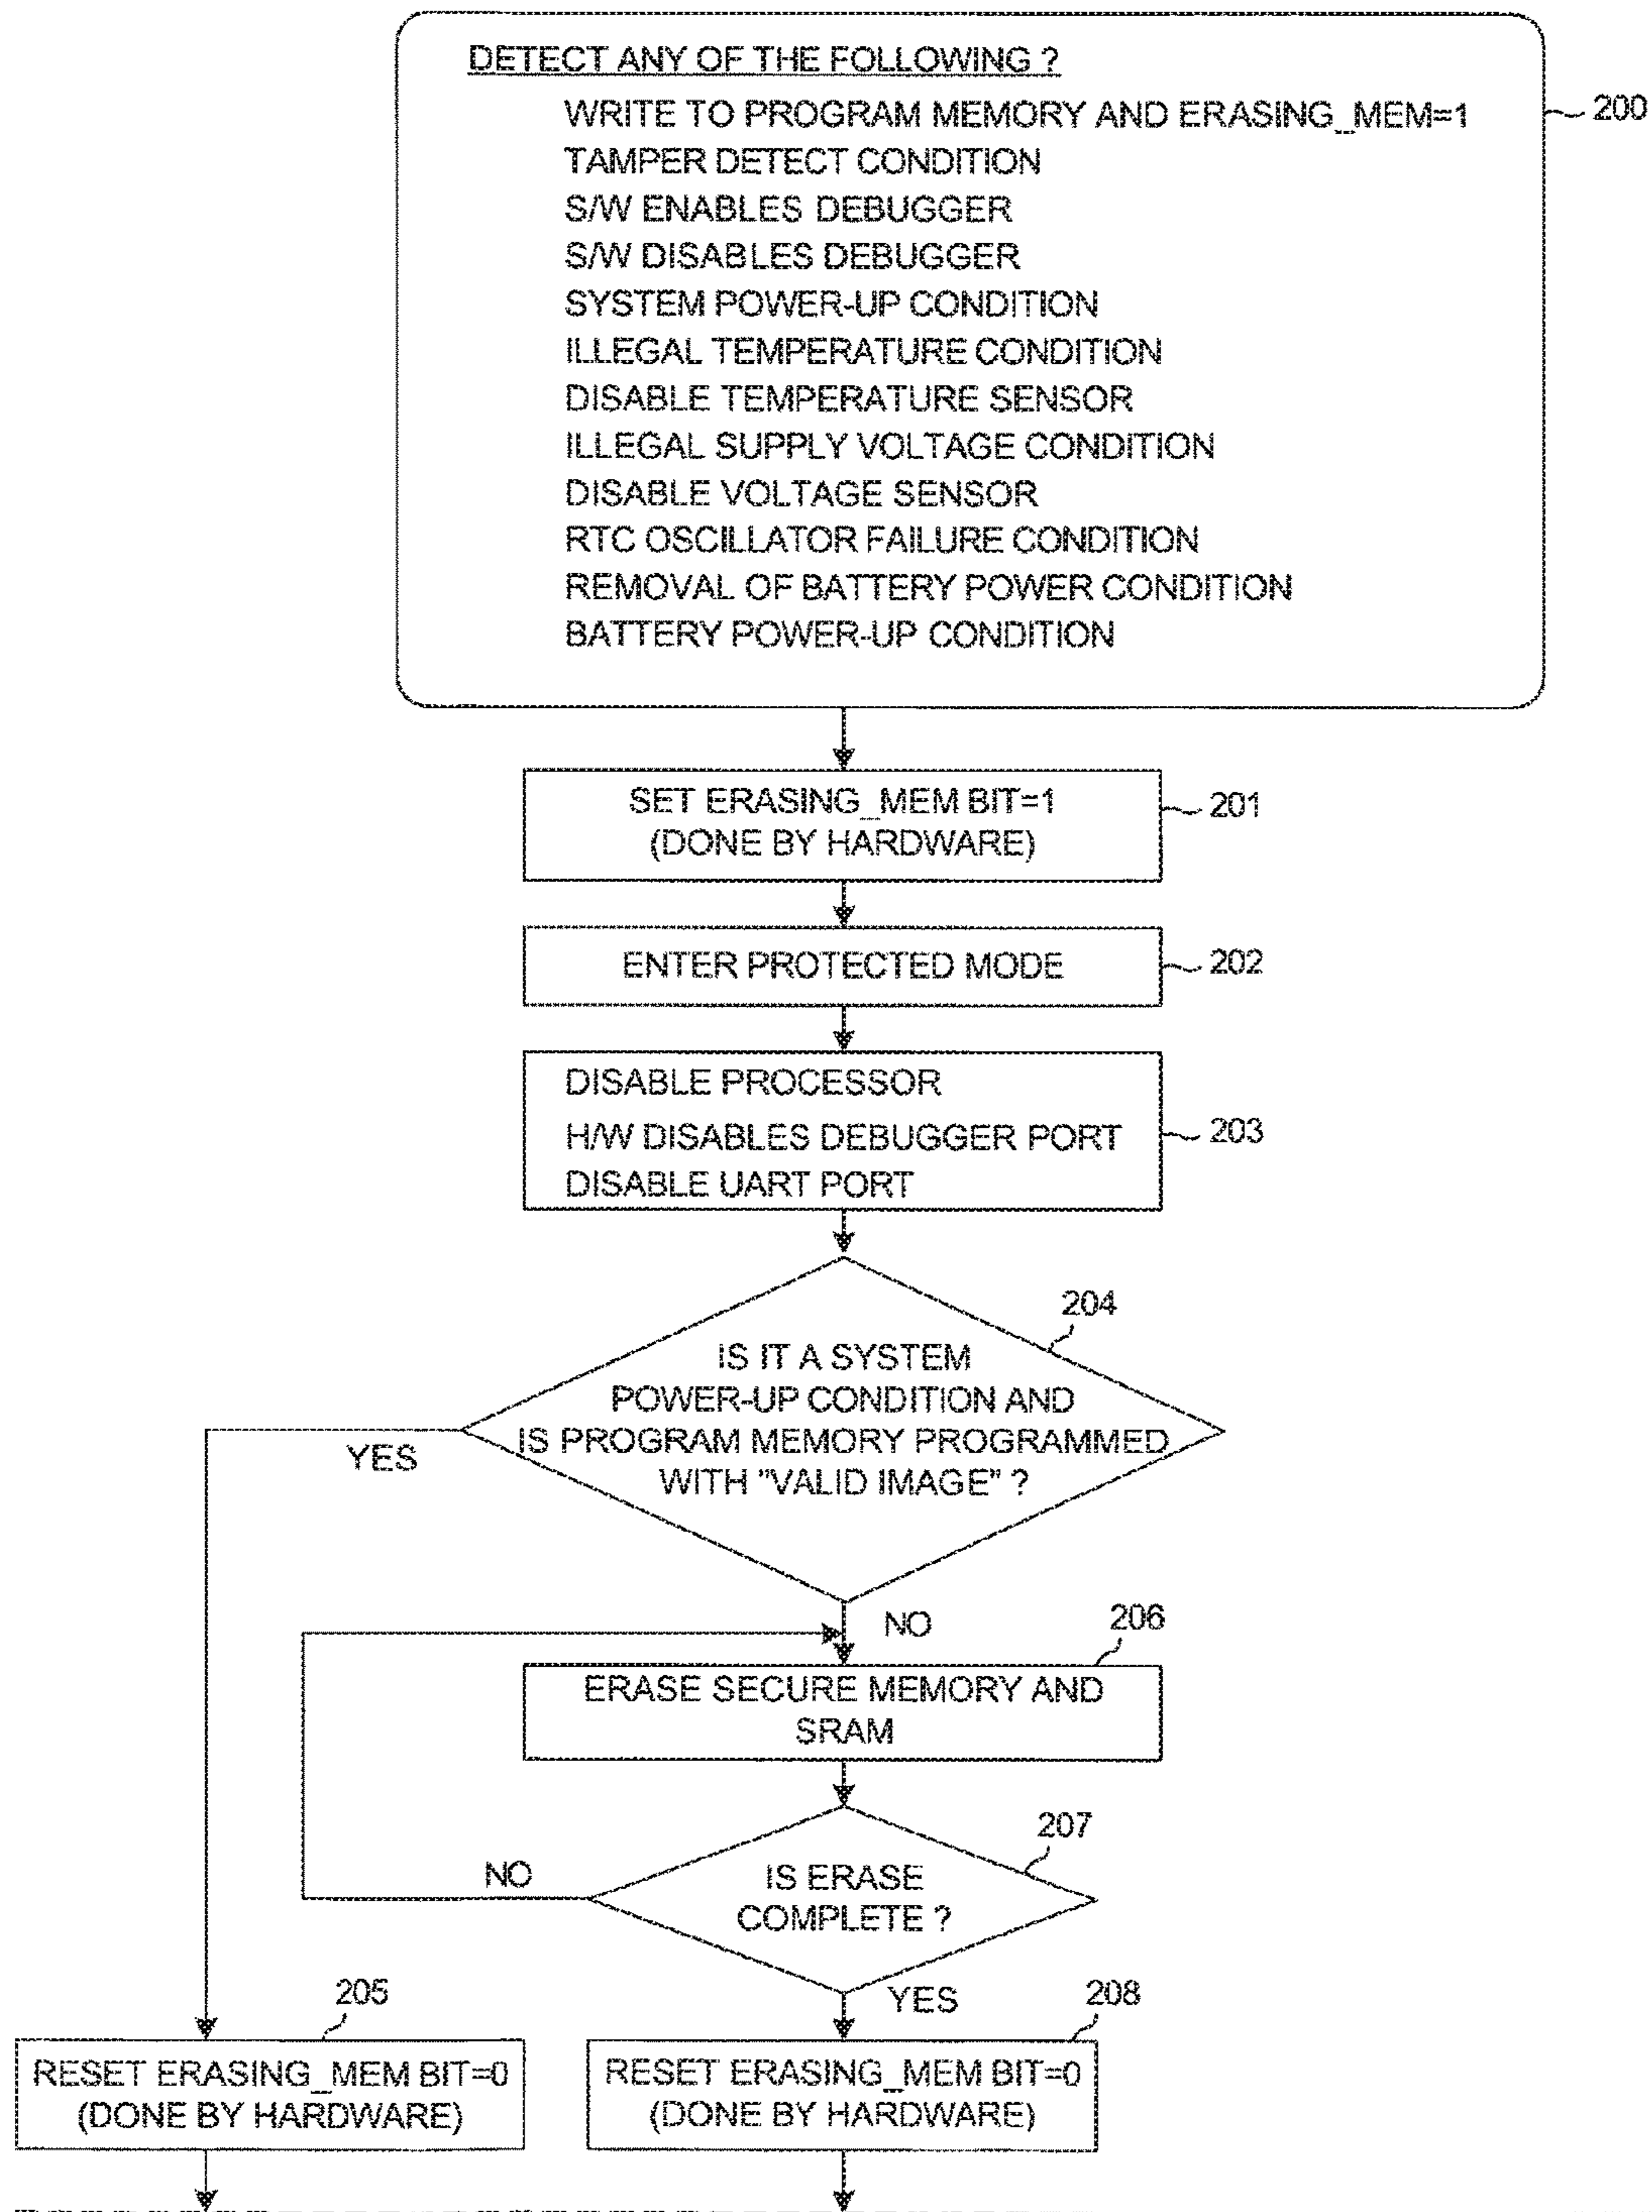 DETECT ANY OF THE FOLLOWING ?
WRITE TO PROGRAM MEMORY AND ERASING_MEM=1
200
TAMPER DETECT CONDITION
S/W ENABLES DEBUGGER
S/W DISABLES DEBUGGER
SYSTEM POWER-UP CONDITION
ILLEGAL TEMPERATURE CONDITION
DISABLE TEMPERATURE SENSOR
ILLEGAL SUPPLY VOLTAGE CONDITION
DISABLE VOLTAGE SENSOR
RTC OSCILLATOR FAILURE CONDITION
REMOVAL OF BATTERY POWER CONDITION
BATTERY POWER-UP CONDITION
SET ERASING_MEM BIT=1
(DONE BY HARDWARE)
201
ENTER PROTECTED MODE
202
DISABLE PROCESSOR
H/W DISABLES DEBUGGER PORT
DISABLE UART PORT
203
204
IS IT A SYSTEM
POWER-UP CONDITION AND
IS PROGRAM MEMORY PROGRAMMED
WITH "VALID IMAGE" ?
YES
NO
206
ERASE SECURE MEMORY AND
SRAM
207
IS ERASE
COMPLETE ?
NO
YES
205
RESET ERASING_MEM BIT=0
(DONE BY HARDWARE)
208
RESET ERASING_MEM BIT=0
(DONE BY HARDWARE)